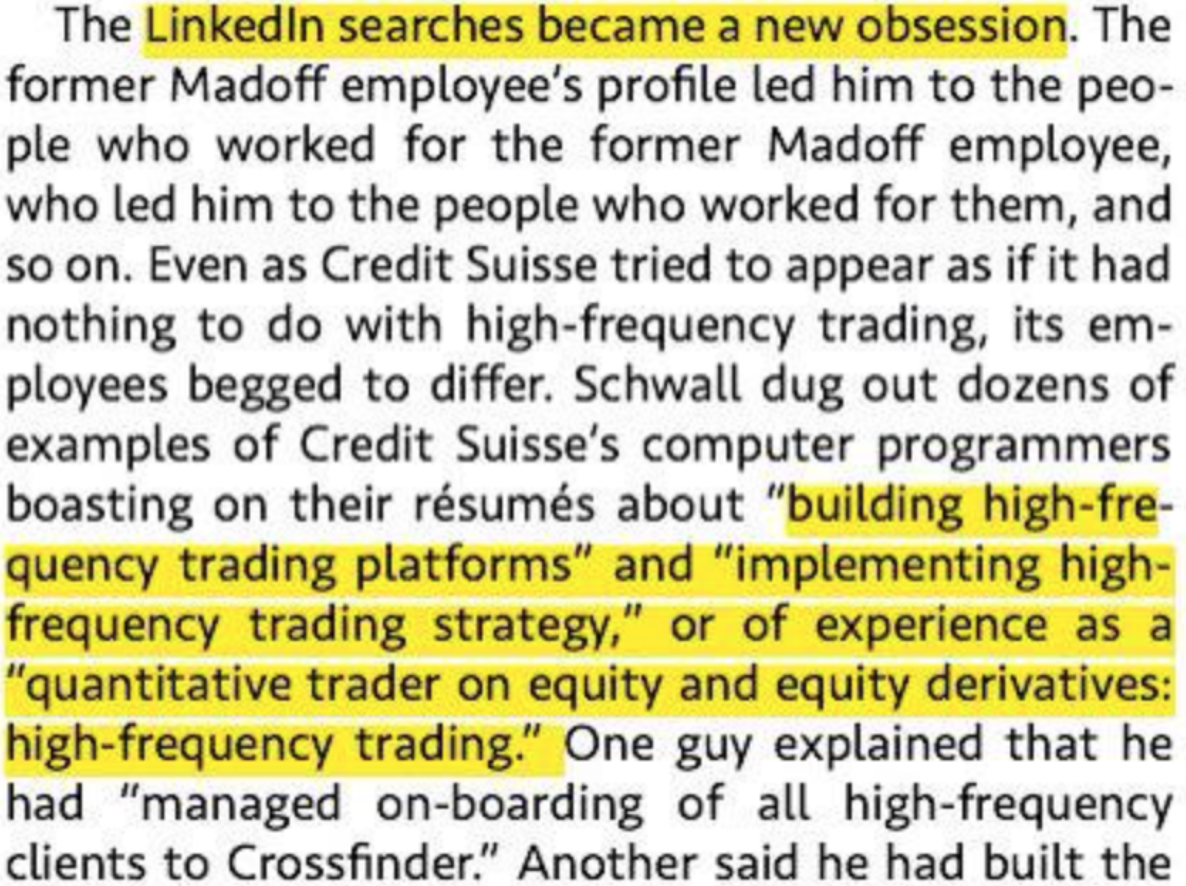 The LinkedIn searches became a new obsession. The
former Madoff employee’s profile led him to the peo-
ple who worked for the former Madoff employee,
who led him to the people who worked for them, and
so on. Even as Credit Suisse tried to appear as if it had
nothing to do with high-frequency trading, its em-
ployees begged to differ. Schwall dug out dozens of
examples of Credit Suisse’s computer programmers
boasting on their résumés about “building high-fre-
quency trading platforms” and “implementing high-
frequency trading strategy,” or of experience as a
“quantitative trader on equity and equity derivatives:
high-frequency trading.” One guy explained that he
had “managed on-boarding of all high-frequency
clients to Crossfinder.” Another said he had built the